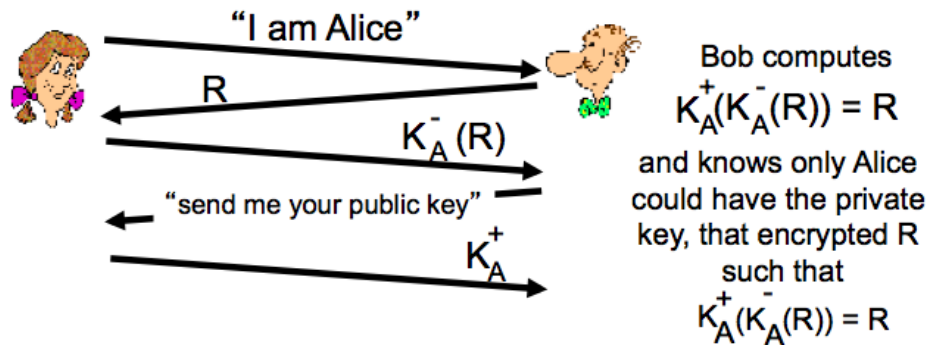 “I am Alice”
R
K_A^-(R)
“send me your public key”
K_A^+
Bob computes
K_A^+(K_A^-(R)) = R
and knows only Alice
could have the private
key, that encrypted R
such that
K_A^+(K_A^-(R)) = R